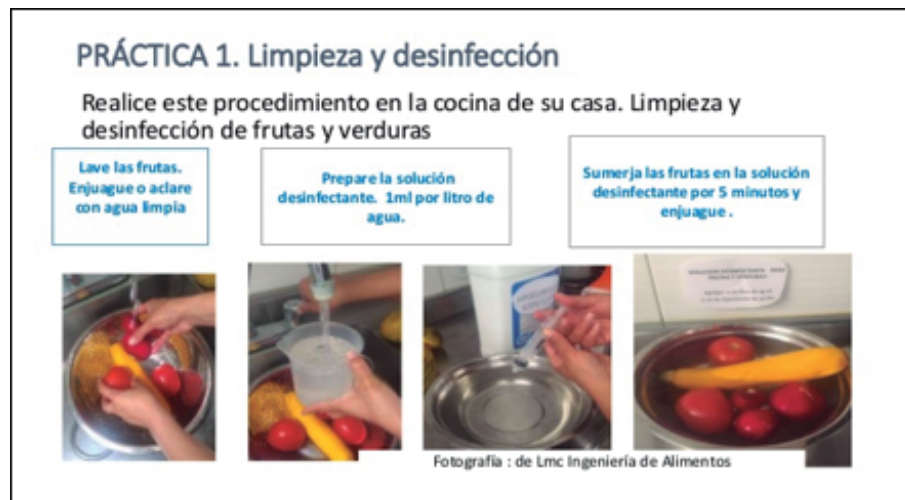 PRÁCTICA 1. Limpieza y desinfección
Realice este procedimiento en la cocina de su casa. Limpieza y
desinfección de frutas y verduras
Lave las frutas.
Enjuague o aclare
con agua limpia
Prepare la solución
desinfectante. 1ml por litro de
agua.
Sumerja las frutas en la solución
desinfectante por 5 minutos y
enjuague .
Fotografía : de Lmc Ingeniería de Alimentos